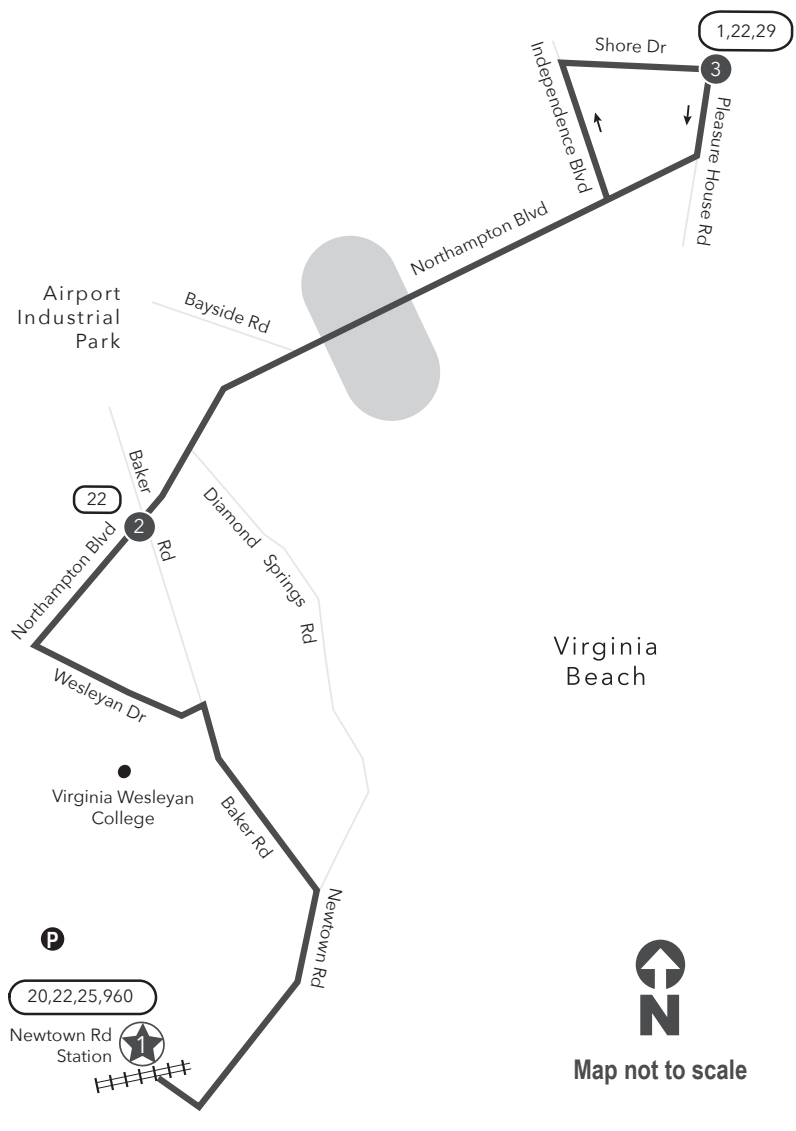 1,22,29
Shore Dr
3
Independence Blvd
Pleasure House Rd
Northampton Blvd
Airport
Industrial
Park
Bayside Rd
Baker
22
2
Rd
Northampton Blvd
Diamond Springs Rd
Virginia
Beach
Wesleyan Dr
Virginia Wesleyan
College
Baker Rd
Newtown Rd
P
20,22,25,960
Newtown Rd
Station
1
N
Map not to scale